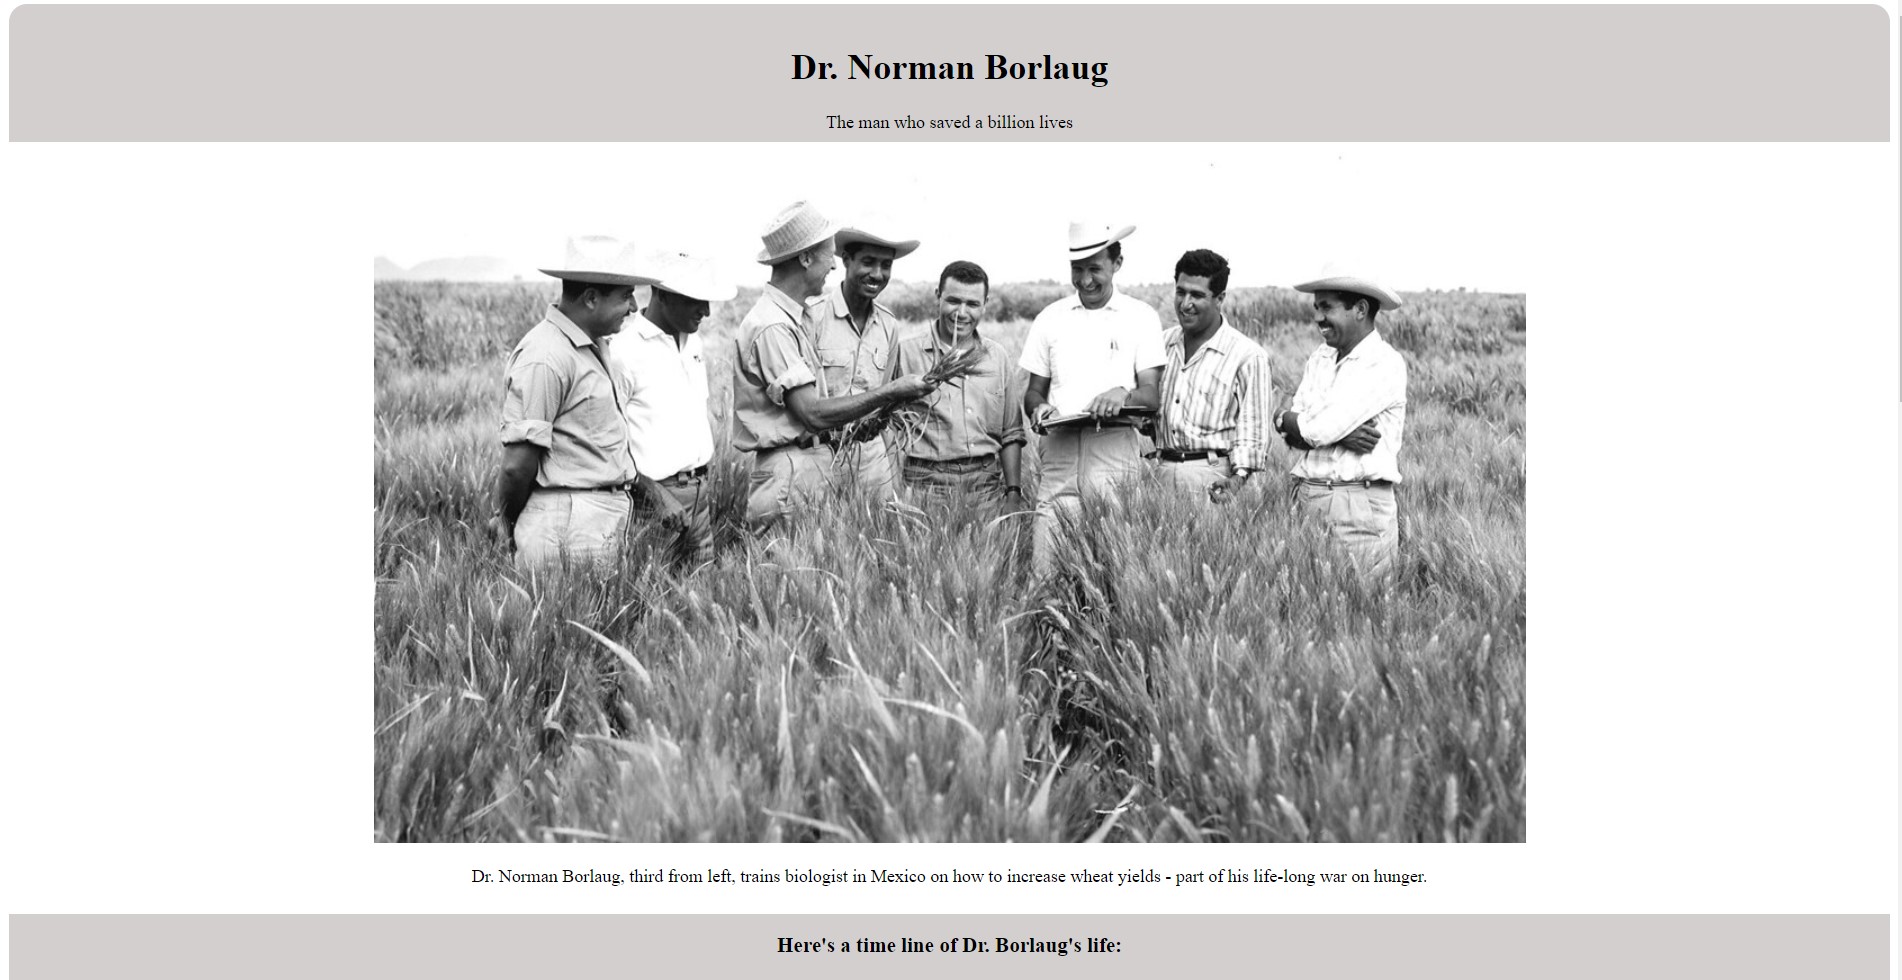 Dr. Norman Borlaug
The man who saved a billion lives
Dr. Norman Borlaug, third from left, trains biologist in Mexico on how to increase wheat yields - part of his life-long war on hunger.
Here's a time line of Dr. Borlaug's life: